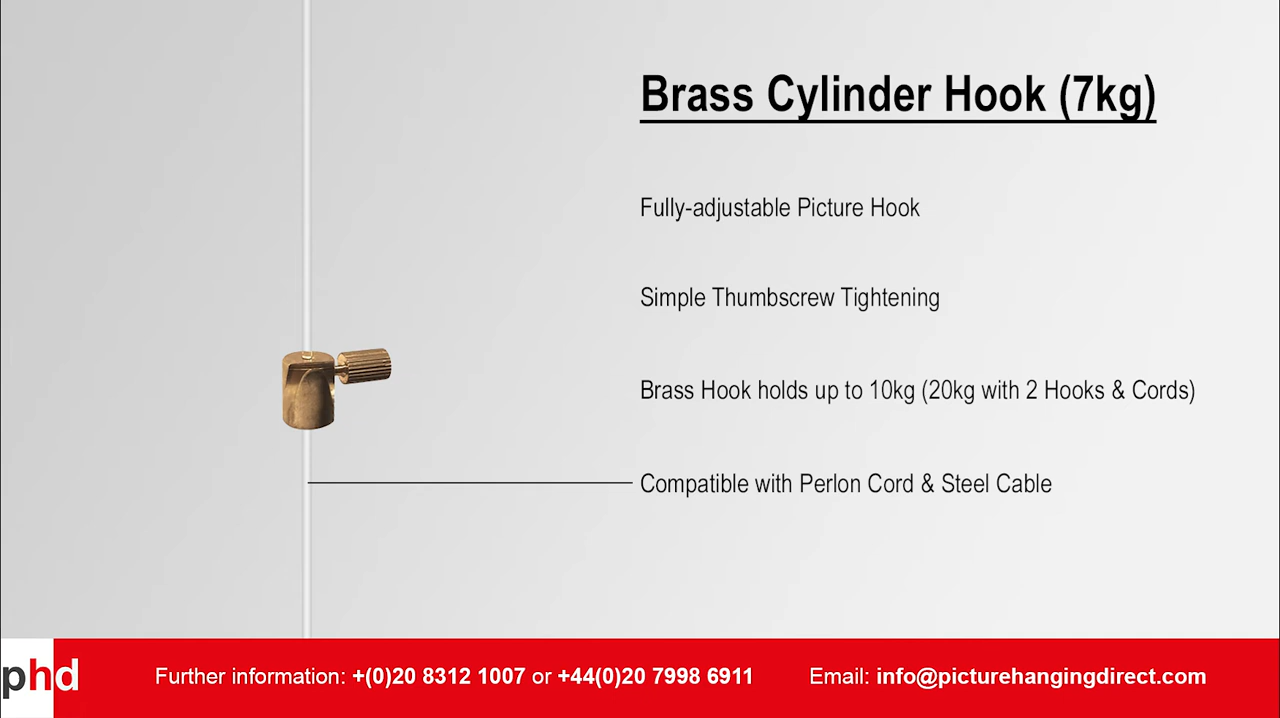 Brass Cylinder Hook (7kg)
Fully-adjustable Picture Hook
Simple Thumbscrew Tightening
Brass Hook holds up to 10kg (20kg with 2 Hooks & Cords)
Compatible with Perlon Cord & Steel Cable
phd
Further information: +(0)20 8312 1007 or +44(0)20 7998 6911 Email: info@picturehangingdirect.com